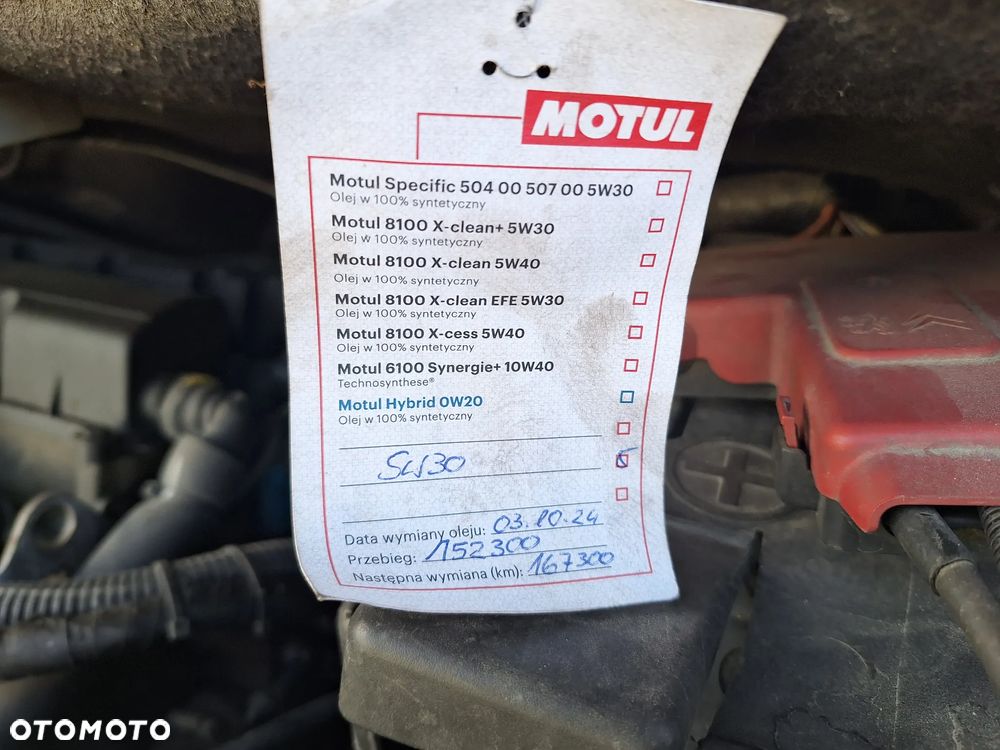 MOTUL
Motul Specific 504 00 507 00 5W30
Olej w 100% syntetyczny
Motul 8100 X-clean+ 5W30
Olej w 100% syntetyczny
Motul 8100 X-clean 5W40
Olej w 100% syntetyczny
Motul 8100 X-clean EFE 5W30
Olej w 100% syntetyczny
Motul 8100 X-cess 5W40
Olej w 100% syntetyczny
Motul 6100 Synergie+ 10W40
Technosynthese®
Motul Hybrid 0W20
Olej w 100% syntetyczny
5W30
Data wymiany oleju: 03.10.24
Przebieg: 152300
Następna wymiana (km): 167300
OTOMOTO